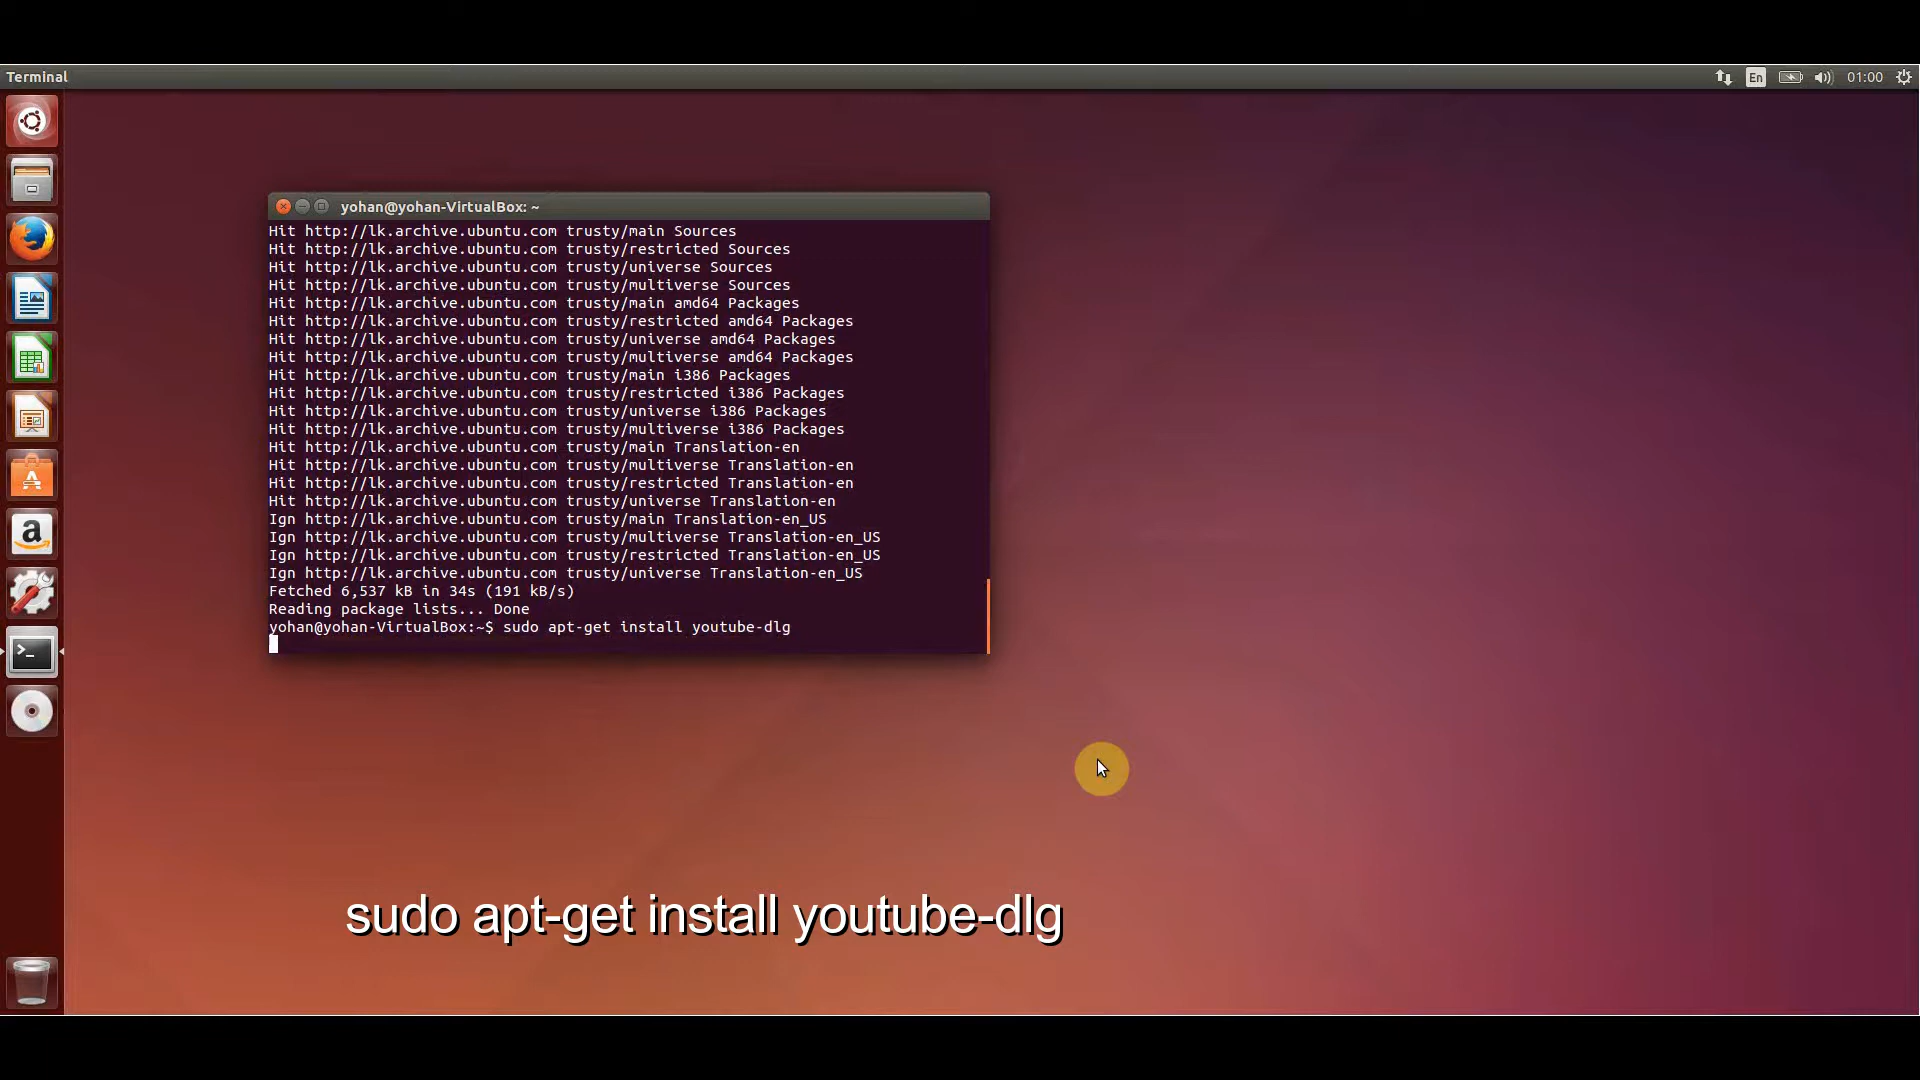 Terminal
En
01:00
yohan@yohan-VirtualBox: ~
Hit http://lk.archive.ubuntu.com trusty/main Sources
Hit http://lk.archive.ubuntu.com trusty/restricted Sources
Hit http://lk.archive.ubuntu.com trusty/universe Sources
Hit http://lk.archive.ubuntu.com trusty/multiverse Sources
Hit http://lk.archive.ubuntu.com trusty/main amd64 Packages
Hit http://lk.archive.ubuntu.com trusty/restricted amd64 Packages
Hit http://lk.archive.ubuntu.com trusty/universe amd64 Packages
Hit http://lk.archive.ubuntu.com trusty/multiverse amd64 Packages
Hit http://lk.archive.ubuntu.com trusty/main i386 Packages
Hit http://lk.archive.ubuntu.com trusty/restricted i386 Packages
Hit http://lk.archive.ubuntu.com trusty/universe i386 Packages
Hit http://lk.archive.ubuntu.com trusty/multiverse i386 Packages
Hit http://lk.archive.ubuntu.com trusty/main Translation-en
Hit http://lk.archive.ubuntu.com trusty/multiverse Translation-en
Hit http://lk.archive.ubuntu.com trusty/restricted Translation-en
Hit http://lk.archive.ubuntu.com trusty/universe Translation-en
Ign http://lk.archive.ubuntu.com trusty/main Translation-en_US
Ign http://lk.archive.ubuntu.com trusty/multiverse Translation-en_US
Ign http://lk.archive.ubuntu.com trusty/restricted Translation-en_US
Ign http://lk.archive.ubuntu.com trusty/universe Translation-en_US
Fetched 6,537 kB in 34s (191 kB/s)
Reading package lists... Done
yohan@yohan-VirtualBox:~$ sudo apt-get install youtube-dlg
sudo apt-get install youtube-dlg